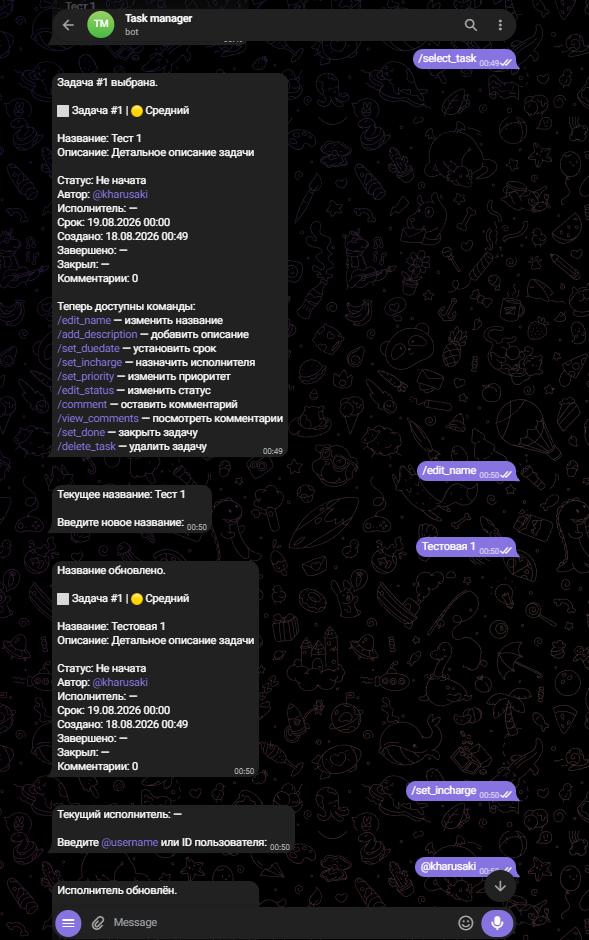 Тест 1
TM
Task manager
bot
/select_task 00:49
Задача #1 выбрана.
Задача #1 | Средний
Название: Тест 1
Описание: Детальное описание задачи
Статус: Не начата
Автор: @kharusaki
Исполнитель: —
Срок: 19.08.2026 00:00
Создано: 18.08.2026 00:49
Завершено: —
Закрыл: —
Комментарии: 0
Теперь доступны команды:
/edit_name — изменить название
/add_description — добавить описание
/set_duedate — установить срок
/set_incharge — назначить исполнителя
/set_priority — изменить приоритет
/edit_status — изменить статус
/comment — оставить комментарий
/view_comments — посмотреть комментарии
/set_done — закрыть задачу
/delete_task — удалить задачу
00:49
/edit_name 00:50
Текущее название: Тест 1
Введите новое название: 00:50
Тестовая 1 00:50
Название обновлено.
Задача #1 | Средний
Название: Тестовая 1
Описание: Детальное описание задачи
Статус: Не начата
Автор: @kharusaki
Исполнитель: —
Срок: 19.08.2026 00:00
Создано: 18.08.2026 00:49
Завершено: —
Закрыл: —
Комментарии: 0
00:50
/set_incharge 00:50
Текущий исполнитель: —
Введите @username или ID пользователя: 00:50
@kharusaki
Исполнитель обновлён.
Message